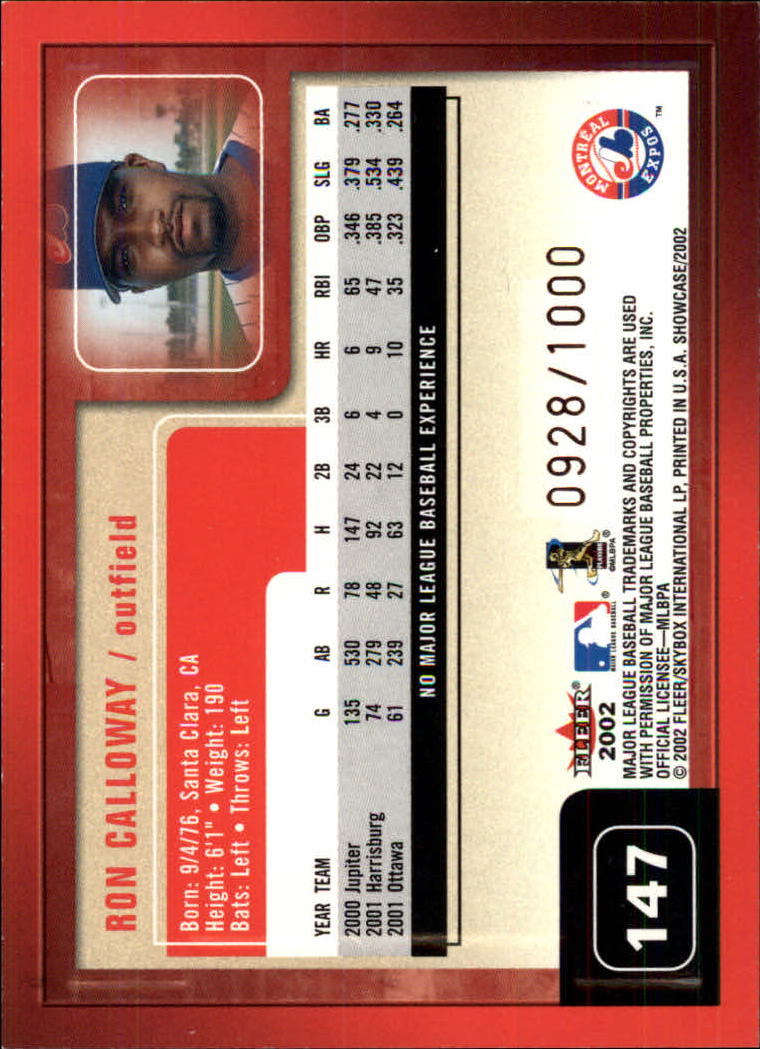 RON CALLOWAY / outfield
Born: 9/4/76, Santa Clara, CA
Height: 6'1" • Weight: 190
Bats: Left • Throws: Left
YEAR TEAM G AB R H 2B 3B HR RBI OBP SLG BA
2000 Jupiter 135 530 78 147 24 6 6 65 .346 .379 .277
2001 Harrisburg 74 279 48 92 22 4 9 47 .385 .534 .330
2001 Ottawa 61 239 27 63 12 0 10 35 .323 .439 .264
NO MAJOR LEAGUE BASEBALL EXPERIENCE
147
FLEER®
2002
MAJOR LEAGUE BASEBALL ®
©MLBPA ®
0928/1000
MONTREAL
EXPOS
™
MAJOR LEAGUE BASEBALL TRADEMARKS AND COPYRIGHTS ARE USED
WITH PERMISSION OF MAJOR LEAGUE BASEBALL PROPERTIES, INC.
OFFICIAL LICENSEE—MLBPA
© 2002 FLEER/SKYBOX INTERNATIONAL LP, PRINTED IN U.S.A. SHOWCASE/2002